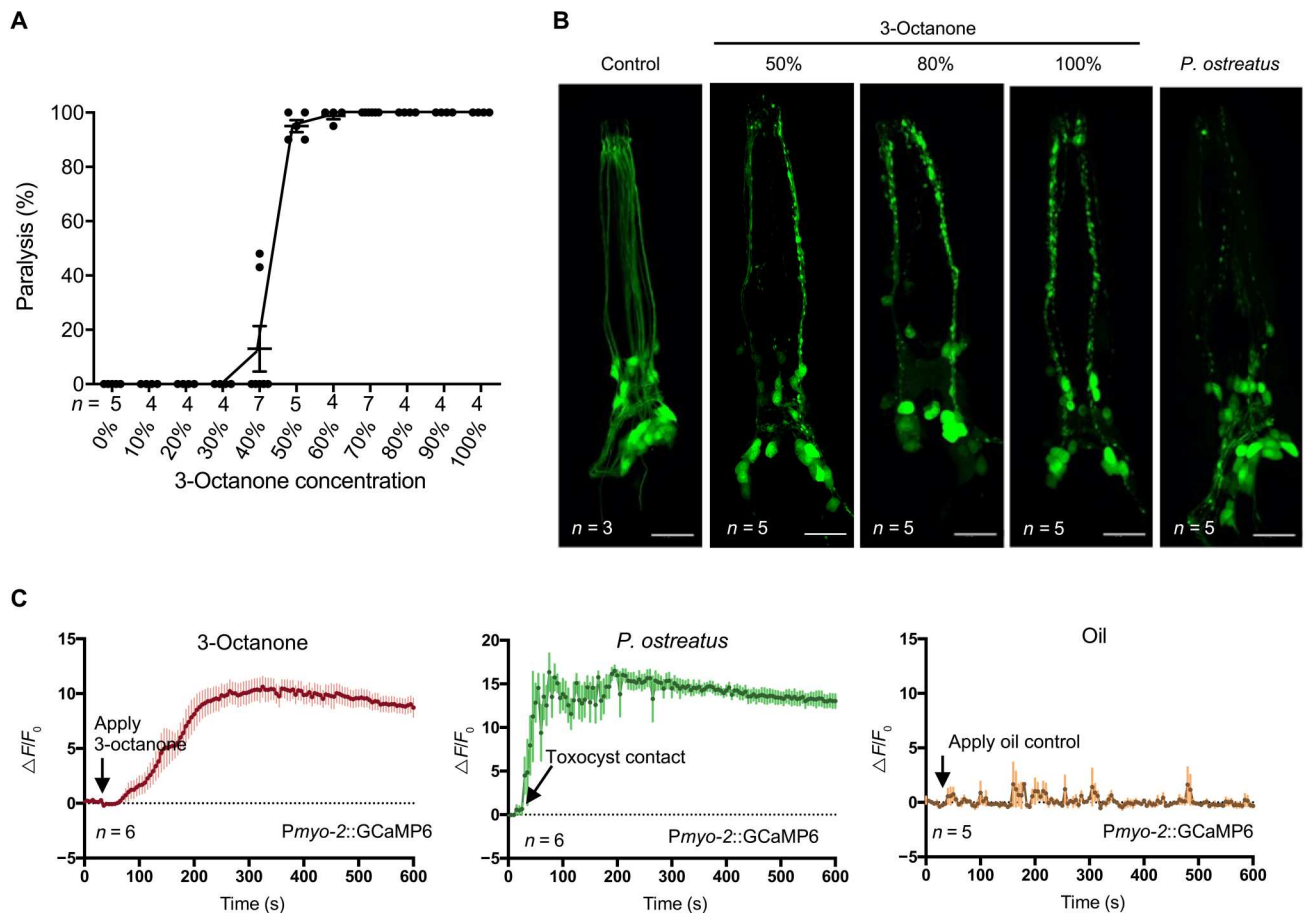 A
Paralysis (%)
100
80
60
40
20
0
n = 5 4 4 4 7 5 4 7 4 4 4
0% 10% 20% 30% 40% 50% 60% 70% 80% 90% 100%
3-Octanone concentration
B
3-Octanone
Control 50% 80% 100% P. ostreatus
n = 3 n = 5 n = 5 n = 5 n = 5
C
3-Octanone
△F/F0
15
10
5
0
−5
Apply
3-octanone
n = 6
Pmyo-2::GCaMP6
0 100 200 300 400 500 600
Time (s)
P. ostreatus
△F/F0
20
15
10
5
0
−5
Toxocyst contact
n = 6
Pmyo-2::GCaMP6
0 100 200 300 400 500 600
Time (s)
Oil
△F/F0
15
10
5
0
−5
Apply oil control
n = 5
Pmyo-2::GCaMP6
0 100 200 300 400 500 600
Time (s)